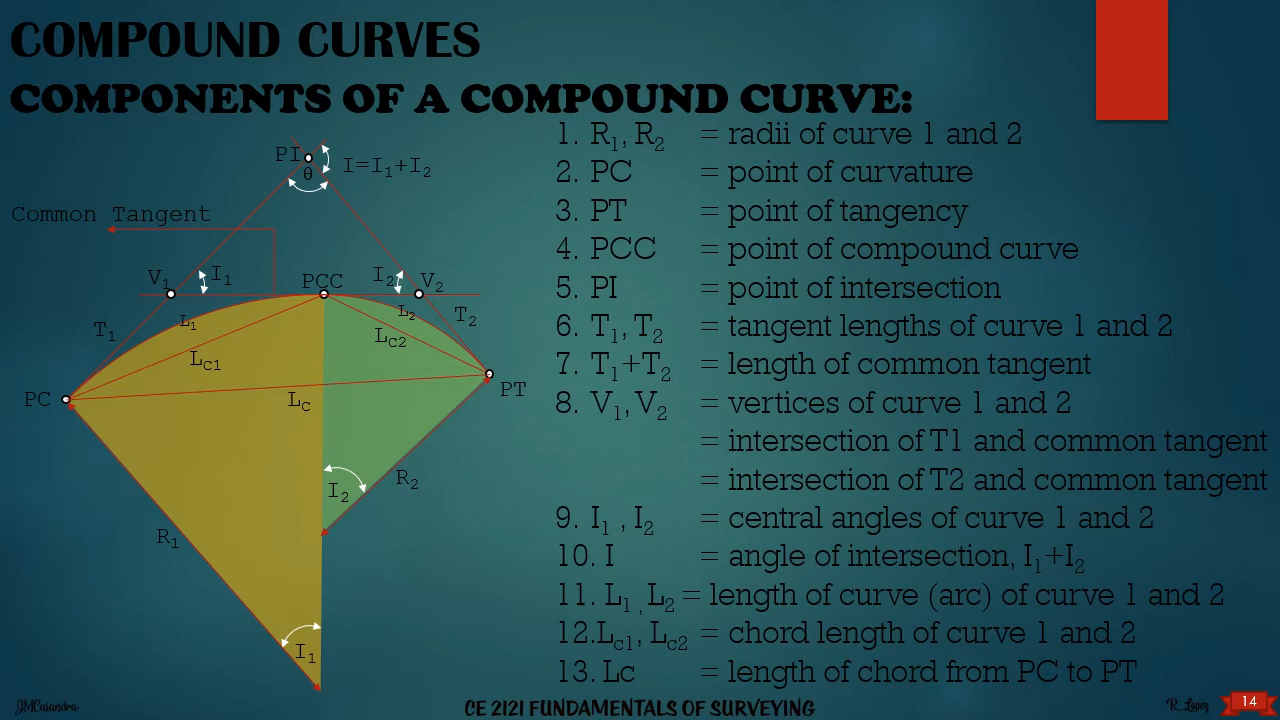 COMPOUND CURVES
COMPONENTS OF A COMPOUND CURVE:
PI
θ
I=I₁+I₂
Common Tangent
V₁
I₁
PCC
I₂
V₂
T₁
L₁
L₂
T₂
L_C1
L_C2
PC
L_C
PT
I₂
R₂
R₁
I₁
1. R₁, R₂ = radii of curve 1 and 2
2. PC = point of curvature
3. PT = point of tangency
4. PCC = point of compound curve
5. PI = point of intersection
6. T₁, T₂ = tangent lengths of curve 1 and 2
7. T₁+T₂ = length of common tangent
8. V₁, V₂ = vertices of curve 1 and 2
= intersection of T1 and common tangent
= intersection of T2 and common tangent
9. I₁ , I₂ = central angles of curve 1 and 2
10. I = angle of intersection, I₁+I₂
11. L₁ , L₂ = length of curve (arc) of curve 1 and 2
12.L_c1, L_c2 = chord length of curve 1 and 2
13. Lc = length of chord from PC to PT
JMCasandra
CE 2121 FUNDAMENTALS OF SURVEYING
R_Lopez
14